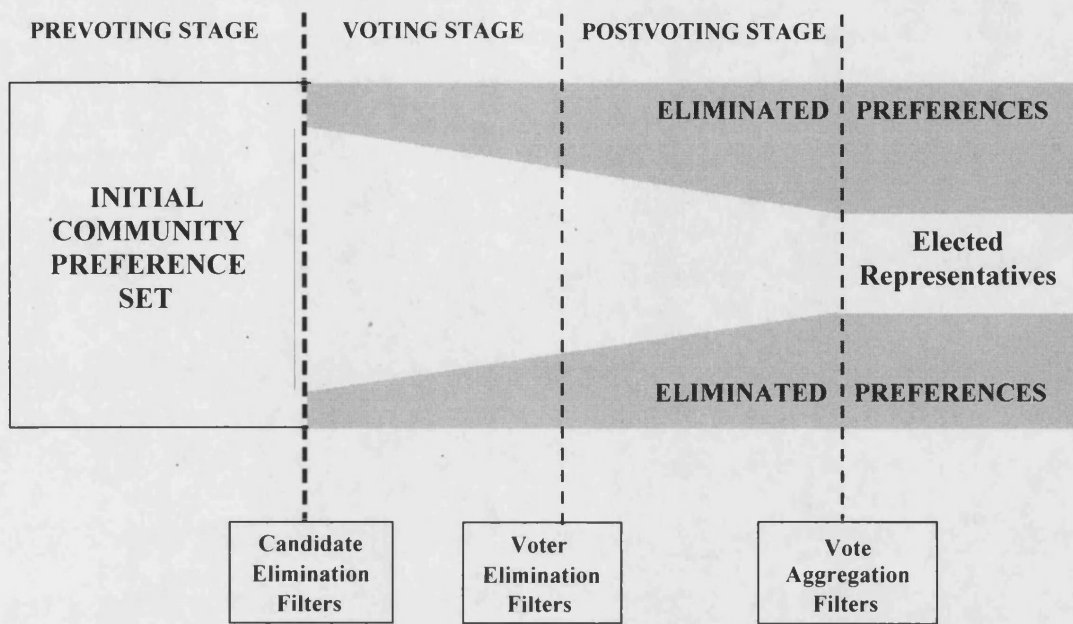 PREVOTING STAGE
VOTING STAGE
POSTVOTING STAGE
ELIMINATED PREFERENCES
INITIAL
COMMUNITY
PREFERENCE
SET
Elected
Representatives
ELIMINATED PREFERENCES
Candidate
Elimination
Filters
Voter
Elimination
Filters
Vote
Aggregation
Filters